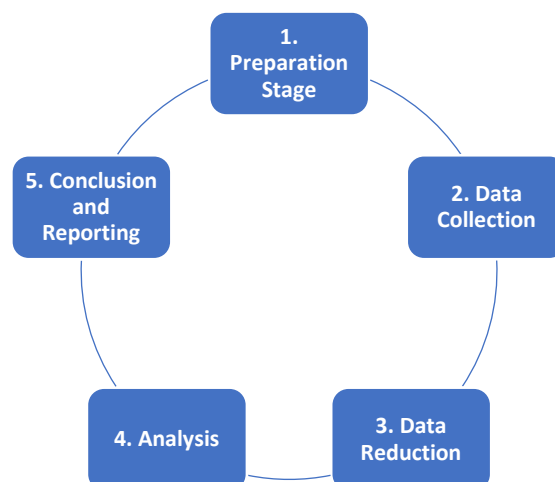 1.
Preparation
Stage
2. Data
Collection
3. Data
Reduction
4. Analysis
5. Conclusion
and
Reporting